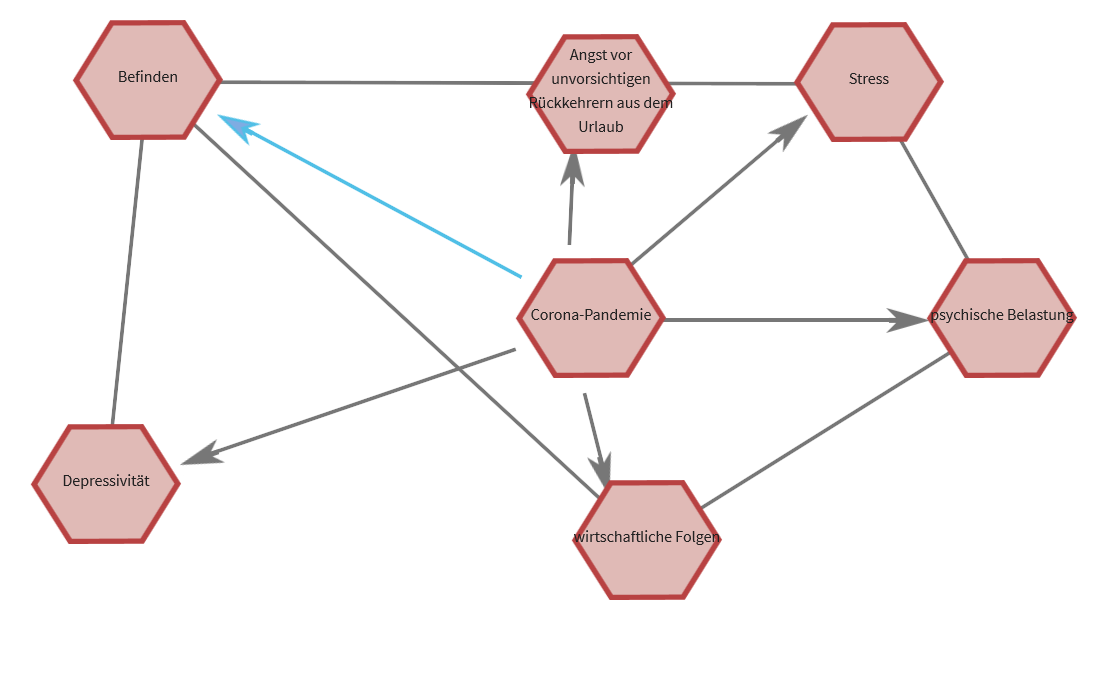 Befinden
Angst vor
unvorsichtigen
Rückkehrern aus dem
Urlaub
Stress
Corona-Pandemie
psychische Belastung
Depressivität
wirtschaftliche Folgen